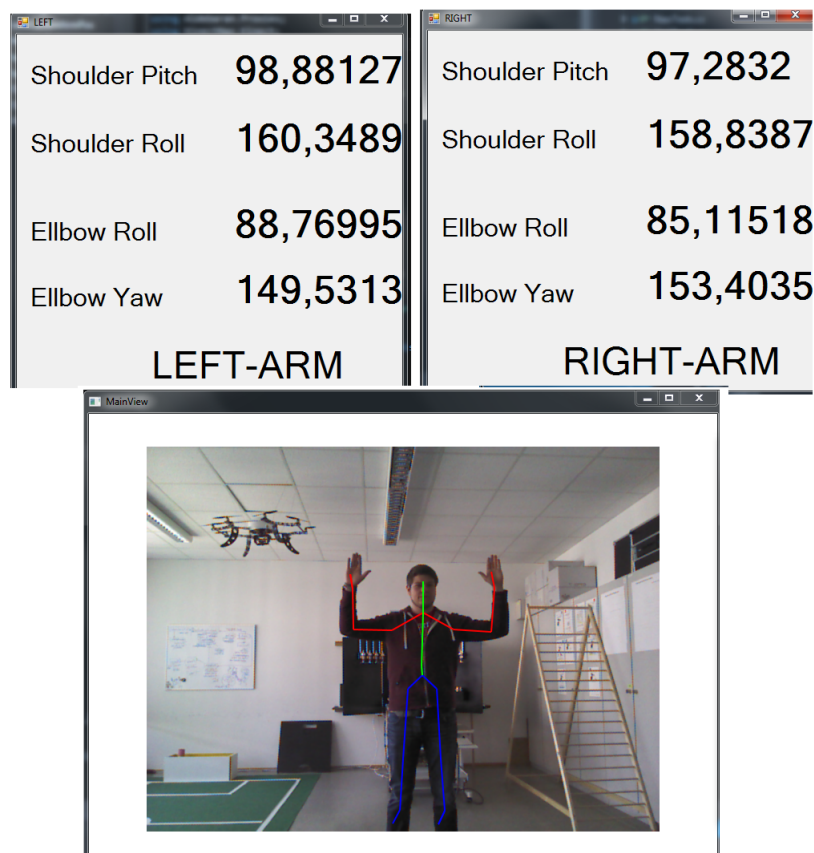 LEFT
Shoulder Pitch 98,88127
Shoulder Roll 160,3489
Ellbow Roll 88,76995
Ellbow Yaw 149,5313
LEFT-ARM
RIGHT
Shoulder Pitch 97,2832
Shoulder Roll 158,8387
Ellbow Roll 85,11518
Ellbow Yaw 153,4035
RIGHT-ARM
MainView